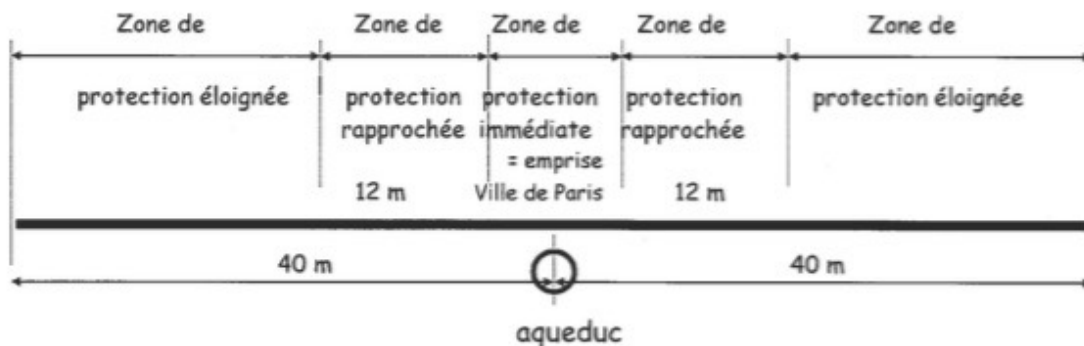 Zone de Zone de Zone de Zone de Zone de
protection éloignée protection protection protection protection éloignée
rapprochée immédiate rapprochée
= emprise
12 m Ville de Paris 12 m
40 m 40 m
aqueduc